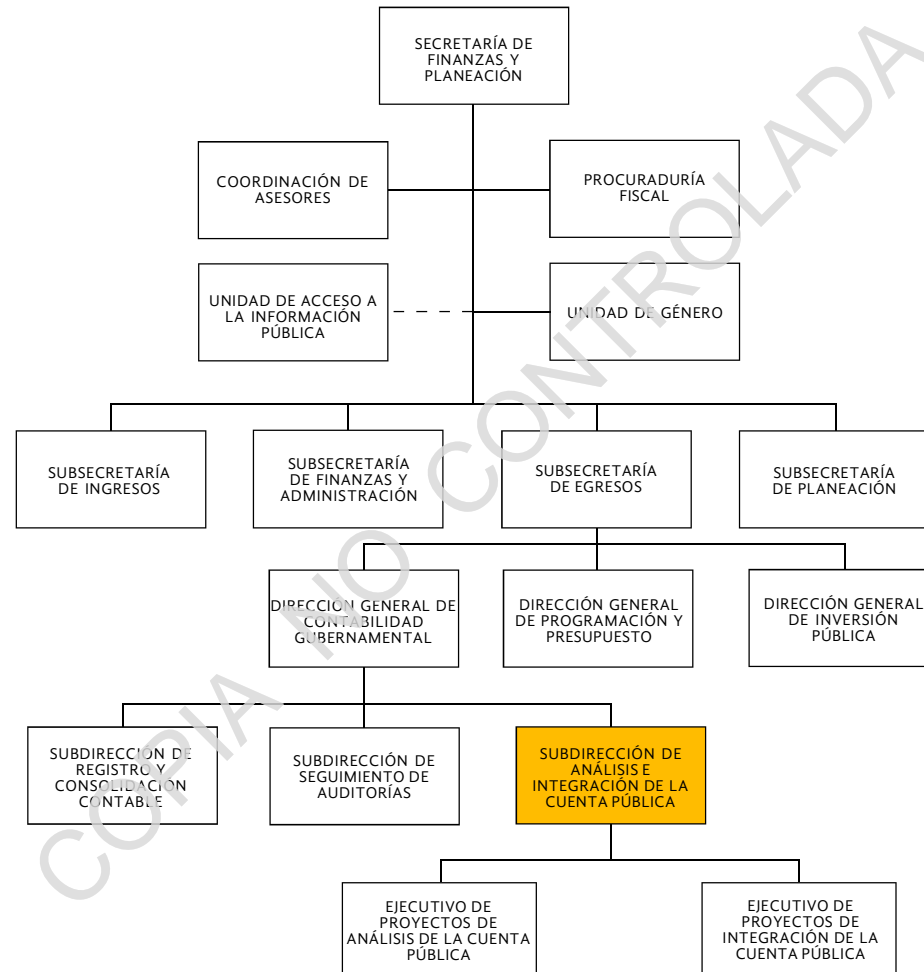 SECRETARÍA DE
FINANZAS Y
PLANEACIÓN
COORDINACIÓN DE
ASESORES
PROCURADURÍA
FISCAL
UNIDAD DE ACCESO A
LA INFORMACIÓN
PÚBLICA
UNIDAD DE GÉNERO
SUBSECRETARÍA
DE INGRESOS
SUBSECRETARÍA
DE FINANZAS Y
ADMINISTRACIÓN
SUBSECRETARÍA
DE EGRESOS
SUBSECRETARÍA
DE PLANEACIÓN
DIRECCIÓN GENERAL DE
CONTABILIDAD
GUBERNAMENTAL
DIRECCIÓN GENERAL
DE PROGRAMACIÓN Y
PRESUPUESTO
DIRECCIÓN GENERAL
DE INVERSIÓN
PÚBLICA
SUBDIRECCIÓN DE
REGISTRO Y
CONSOLIDACIÓN
CONTABLE
SUBDIRECCIÓN DE
SEGUIMIENTO DE
AUDITORÍAS
SUBDIRECCIÓN DE
ANÁLISIS E
INTEGRACIÓN DE LA
CUENTA PÚBLICA
EJECUTIVO DE
PROYECTOS DE
ANÁLISIS DE LA CUENTA
PÚBLICA
EJECUTIVO DE
PROYECTOS DE
INTEGRACIÓN DE LA
CUENTA PÚBLICA
COPIA NO CONTROLADA